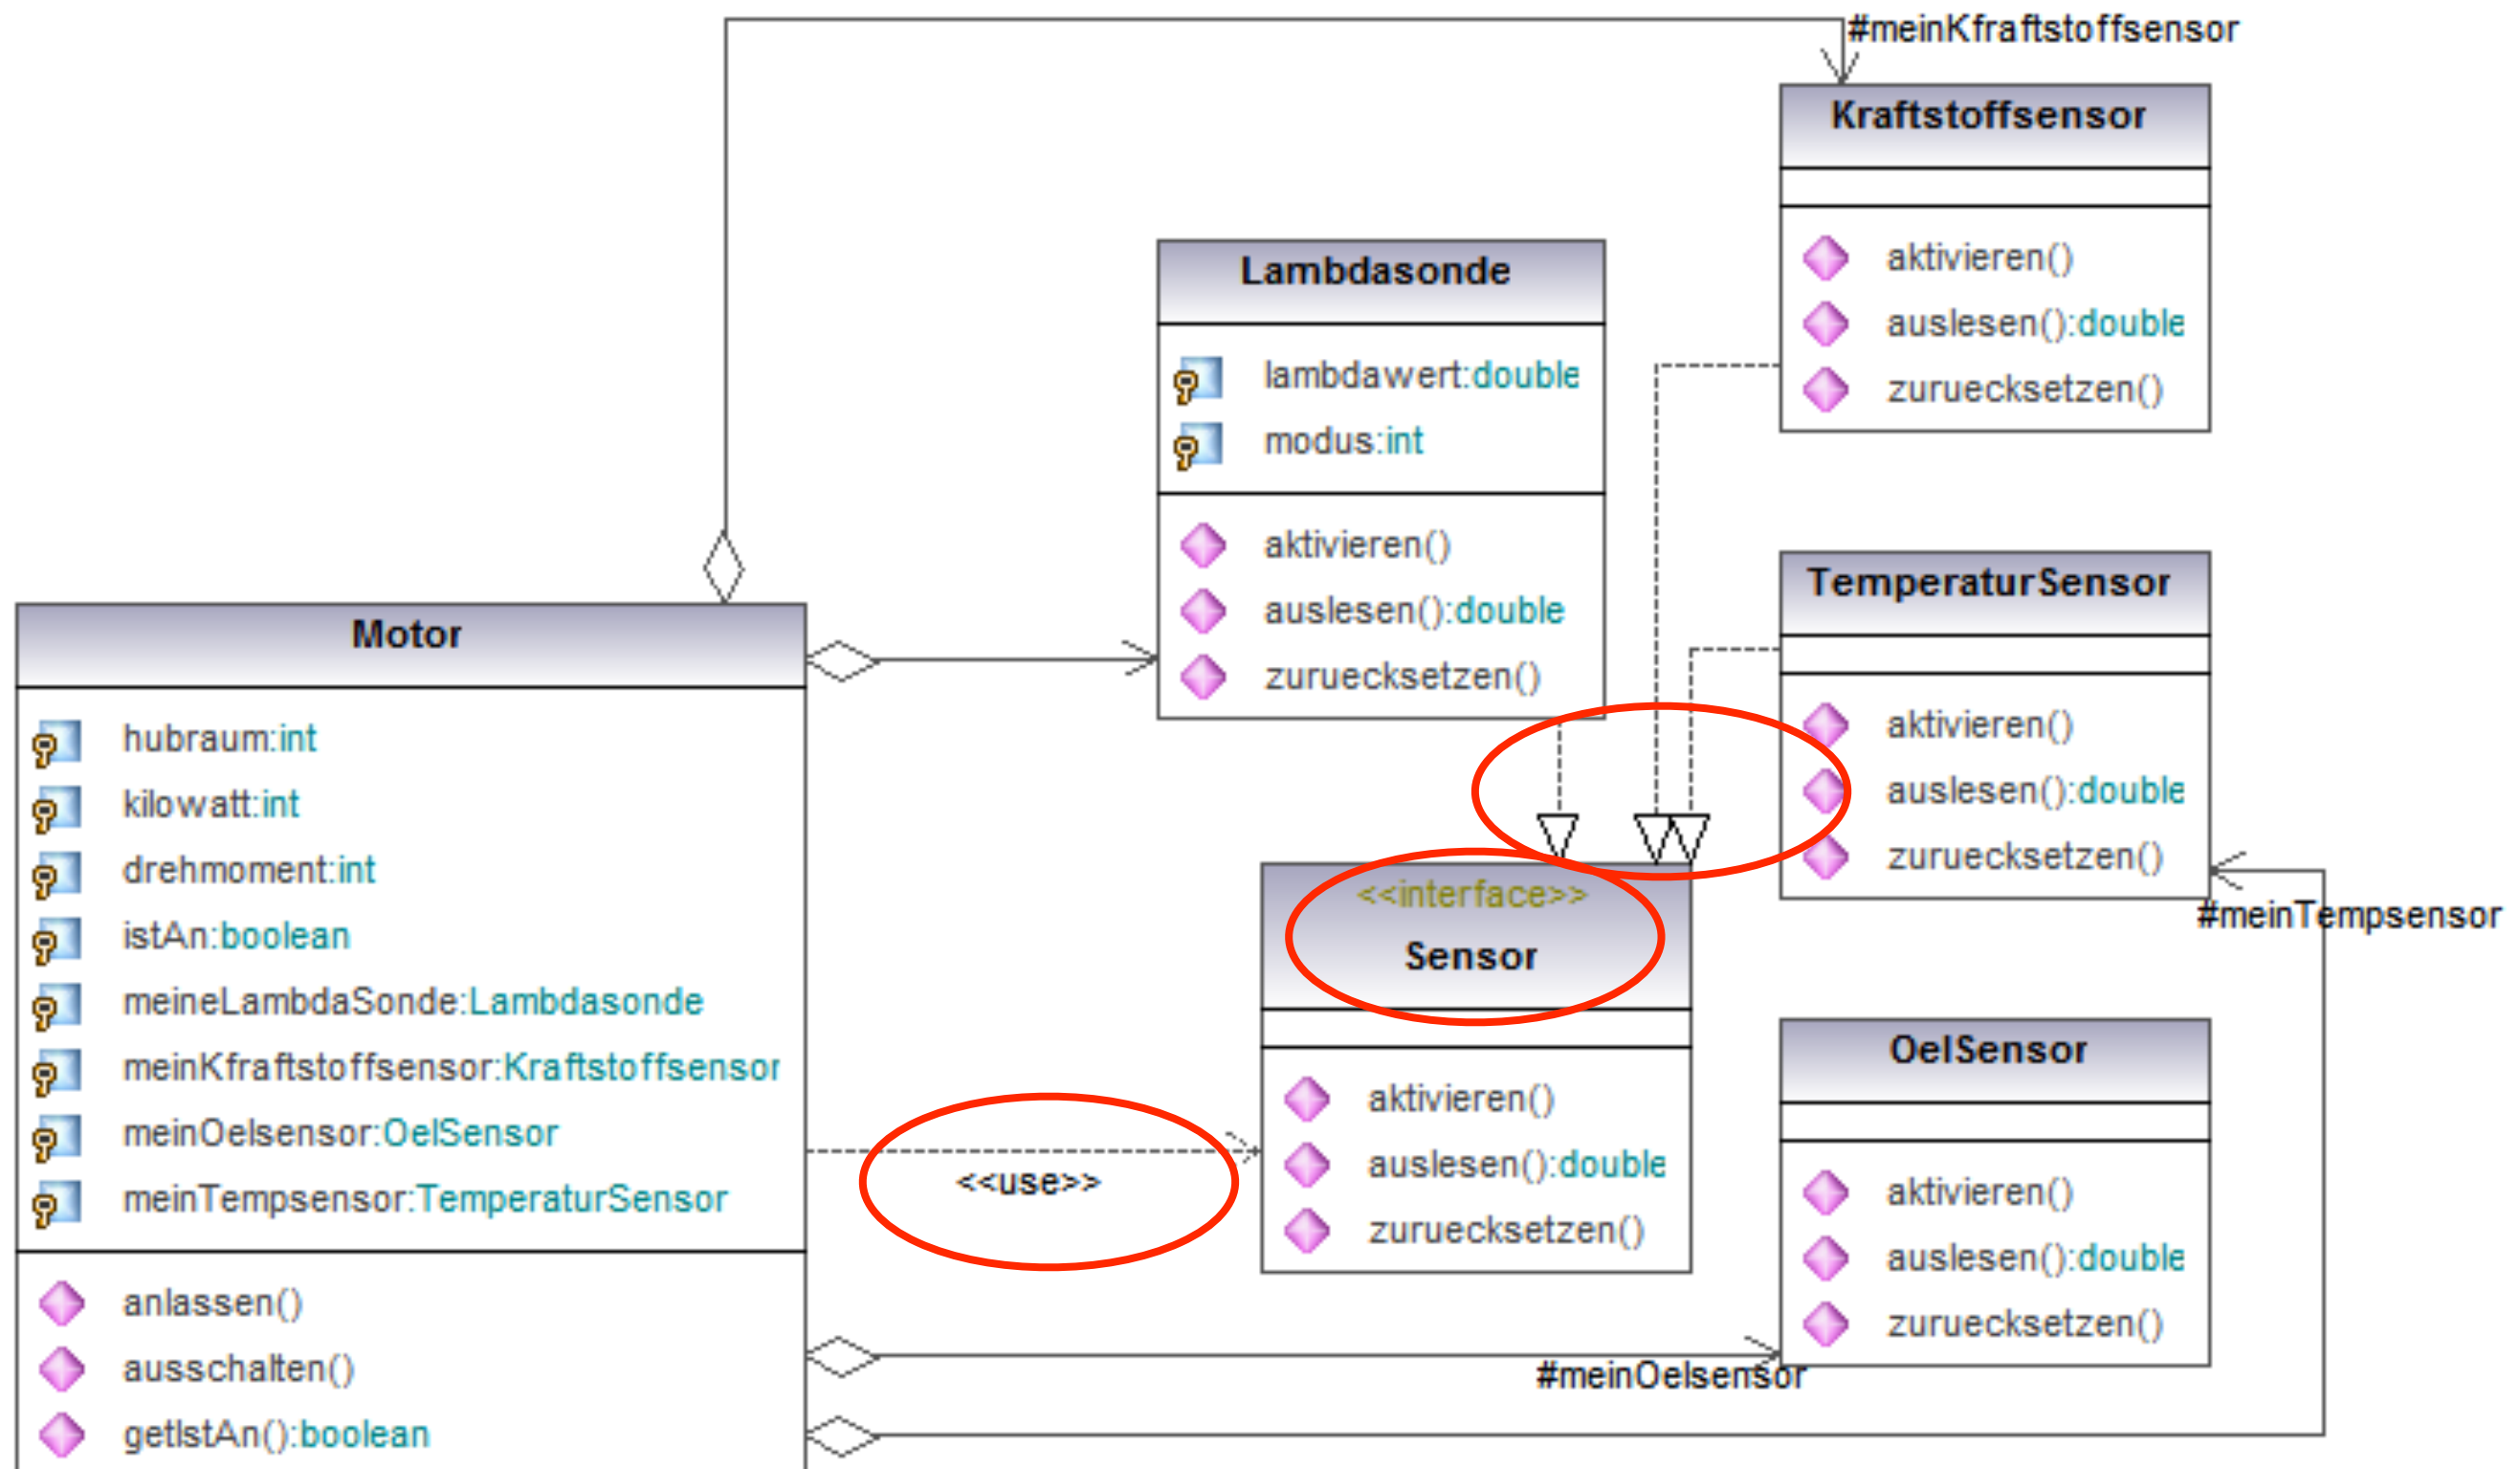 #meinKfraftstoffsensor
Kraftstoffsensor
aktivieren()
auslesen():double
zuruecksetzen()
Lambdasonde
lambdawert:double
modus:int
aktivieren()
auslesen():double
zuruecksetzen()
TemperaturSensor
aktivieren()
auslesen():double
zuruecksetzen()
#meinTempsensor
Motor
hubraum:int
kilowatt:int
drehmoment:int
istAn:boolean
meineLambdaSonde:Lambdasonde
meinKfraftstoffsensor:Kraftstoffsensor
meinOelsensor:OelSensor
meinTempsensor:TemperaturSensor
anlassen()
ausschalten()
getIstAn():boolean
<<use>>
<<interface>>
Sensor
aktivieren()
auslesen():double
zuruecksetzen()
OelSensor
aktivieren()
auslesen():double
zuruecksetzen()
#meinOelsensor